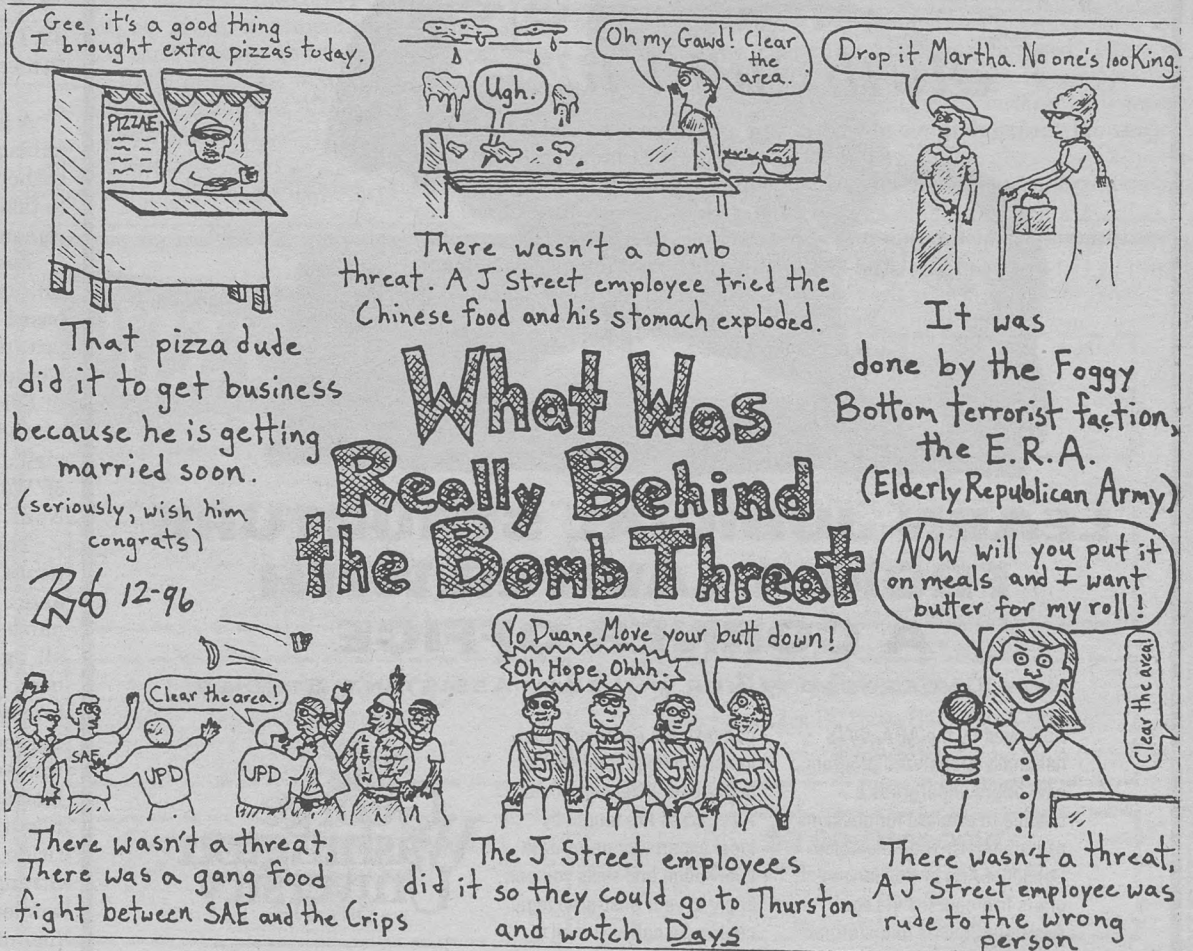 Gee, it's a good thing
I brought extra pizzas today.
PIZZAE
That pizza dude
did it to get business
because he is getting
married soon.
(seriously, wish him
congrats)
Rob 12-96
Ugh.
Oh my Gawd! Clear
the
area.
There wasn't a bomb
threat. A J Street employee tried the
Chinese food and his stomach exploded.
Drop it Martha. No one's looking.
It was
done by the Foggy
Bottom terrorist faction,
the E.R.A.
(Elderly Republican Army)
What Was
Really Behind
the Bomb Threat
Clear the area!
SAE
UPD
UPD
There wasn't a threat,
There was a gang food
fight between SAE and the Crips
Yo Duane Move your butt down!
Oh Hope, Ohhh.
J
J
J
J
The J Street employees
did it so they could go to Thurston
and watch Days
NOW will you put it
on meals and I want
butter for my roll!
Clear the area!
There wasn't a threat,
A J Street employee was
rude to the wrong
person